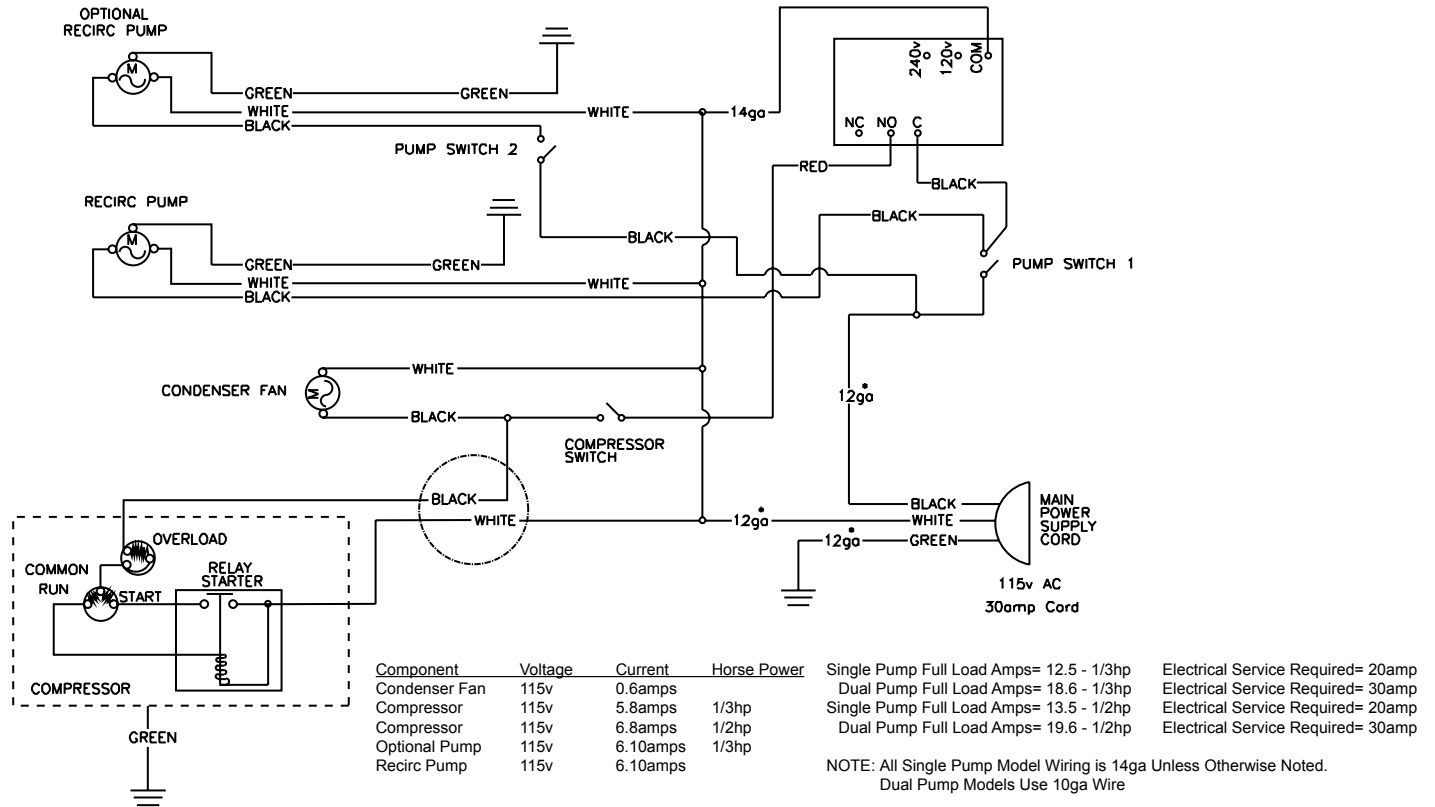 OPTIONAL
RECIRC PUMP
M
GREEN
GREEN
WHITE
WHITE
14ga
BLACK
PUMP SWITCH 2
240v
120v
COM
NC NO C
RED
BLACK
RECIRC PUMP
M
BLACK
BLACK
GREEN
GREEN
PUMP SWITCH 1
WHITE
WHITE
BLACK
CONDENSER FAN
M
WHITE
12ga*
BLACK
COMPRESSOR
SWITCH
BLACK
WHITE
12ga*
BLACK
WHITE
12ga*
GREEN
MAIN
POWER
SUPPLY
CORD
115v AC
30amp Cord
OVERLOAD
COMMON
RUN
START
RELAY
STARTER
COMPRESSOR
GREEN
Component Voltage Current Horse Power
Condenser Fan 115v 0.6amps
Compressor 115v 5.8amps 1/3hp
Compressor 115v 6.8amps 1/2hp
Optional Pump 115v 6.10amps 1/3hp
Recirc Pump 115v 6.10amps
Single Pump Full Load Amps= 12.5 - 1/3hp Electrical Service Required= 20amp
Dual Pump Full Load Amps= 18.6 - 1/3hp Electrical Service Required= 30amp
Single Pump Full Load Amps= 13.5 - 1/2hp Electrical Service Required= 20amp
Dual Pump Full Load Amps= 19.6 - 1/2hp Electrical Service Required= 30amp
NOTE: All Single Pump Model Wiring is 14ga Unless Otherwise Noted.
Dual Pump Models Use 10ga Wire